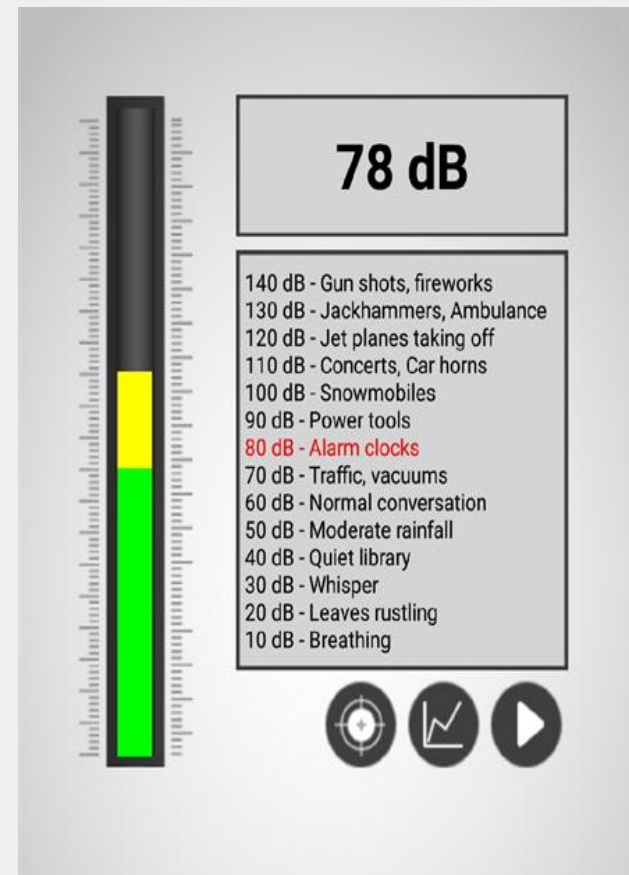 78 dB
140 dB - Gun shots, fireworks
130 dB - Jackhammers, Ambulance
120 dB - Jet planes taking off
110 dB - Concerts, Car horns
100 dB - Snowmobiles
90 dB - Power tools
80 dB - Alarm clocks
70 dB - Traffic, vacuums
60 dB - Normal conversation
50 dB - Moderate rainfall
40 dB - Quiet library
30 dB - Whisper
20 dB - Leaves rustling
10 dB - Breathing